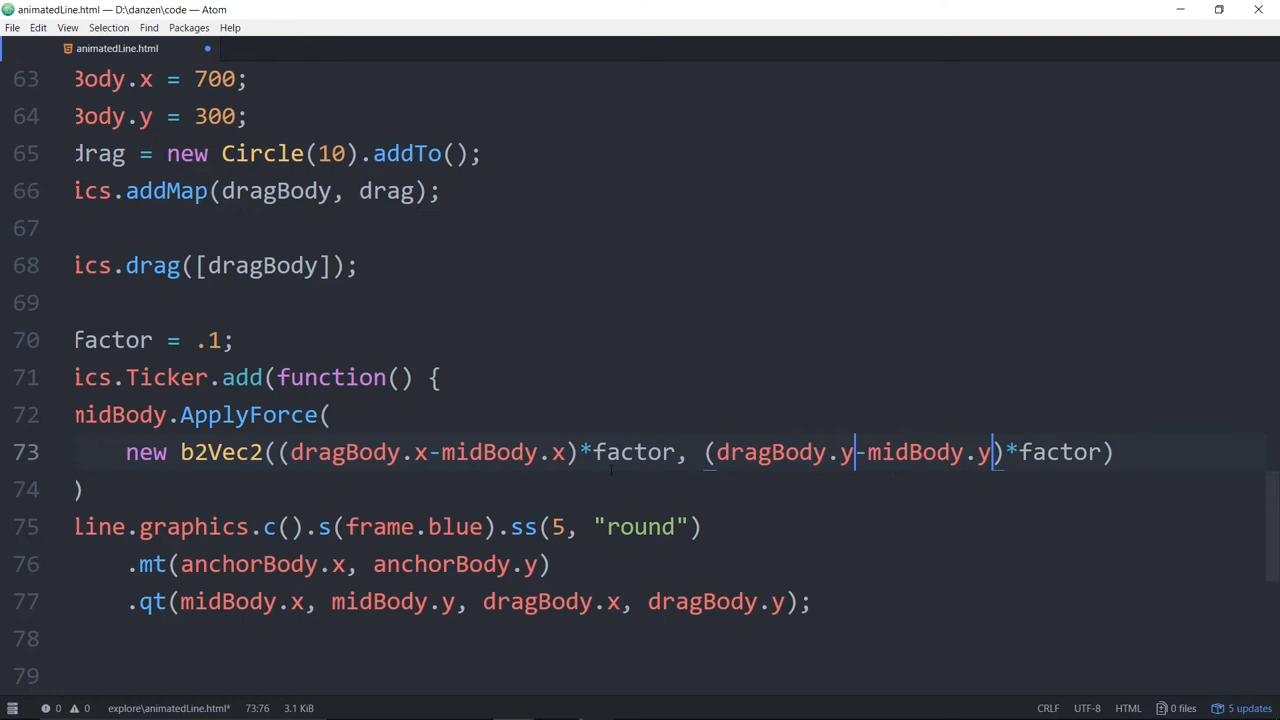 animatedLine.html — D:\danzen\code — Atom
File Edit View Selection Find Packages Help
animatedLine.html
63 Body.x = 700;
64 Body.y = 300;
65 drag = new Circle(10).addTo();
66 ics.addMap(dragBody, drag);
67
68 ics.drag([dragBody]);
69
70 factor = .1;
71 ics.Ticker.add(function() {
72 midBody.ApplyForce(
73 new b2Vec2((dragBody.x-midBody.x)*factor, (dragBody.y-midBody.y)*factor)
74 )
75 line.graphics.c().s(frame.blue).ss(5, "round")
76 .mt(anchorBody.x, anchorBody.y)
77 .qt(midBody.x, midBody.y, dragBody.x, dragBody.y);
78
79
0 0 explore\animatedLine.html* 73:76 3.1 KiB CRLF UTF-8 HTML 0 files 5 updates